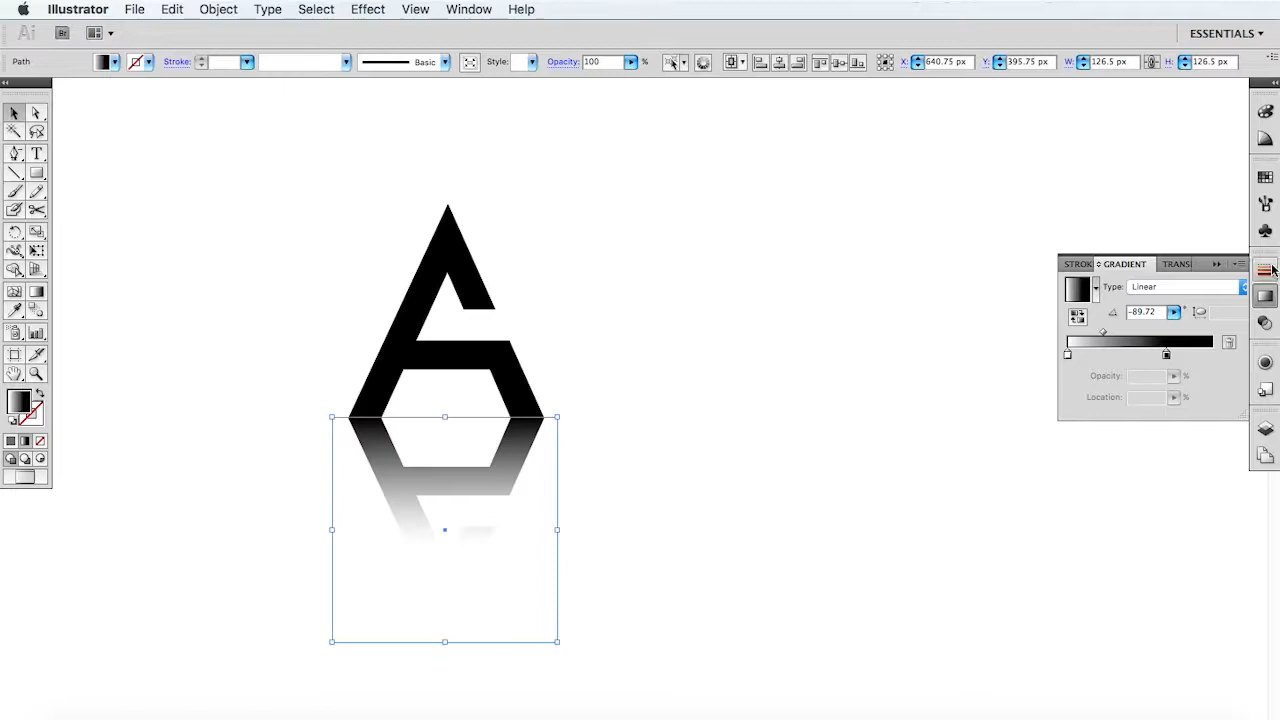 Illustrator File Edit Object Type Select Effect View Window Help
Ai Br ESSENTIALS
Path Stroke: Basic Style: Opacity: 100 % X: 640.75 px Y: 395.75 px W: 126.5 px H: 126.5 px
T
STROK GRADIENT TRANS
Type: Linear
-89.72 °
Opacity: %
Location: %